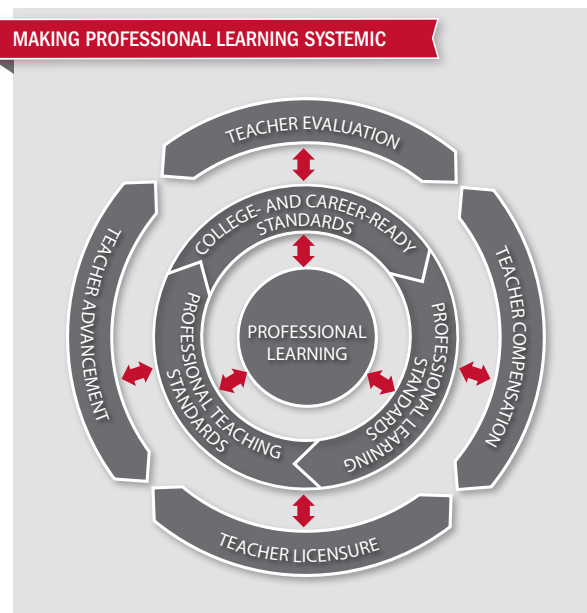 MAKING PROFESSIONAL LEARNING SYSTEMIC
TEACHER EVALUATION
COLLEGE- AND CAREER-READY
STANDARDS
TEACHER ADVANCEMENT
PROFESSIONAL TEACHING
STANDARDS
PROFESSIONAL
LEARNING
PROFESSIONAL LEARNING
STANDARDS
TEACHER COMPENSATION
TEACHER LICENSURE